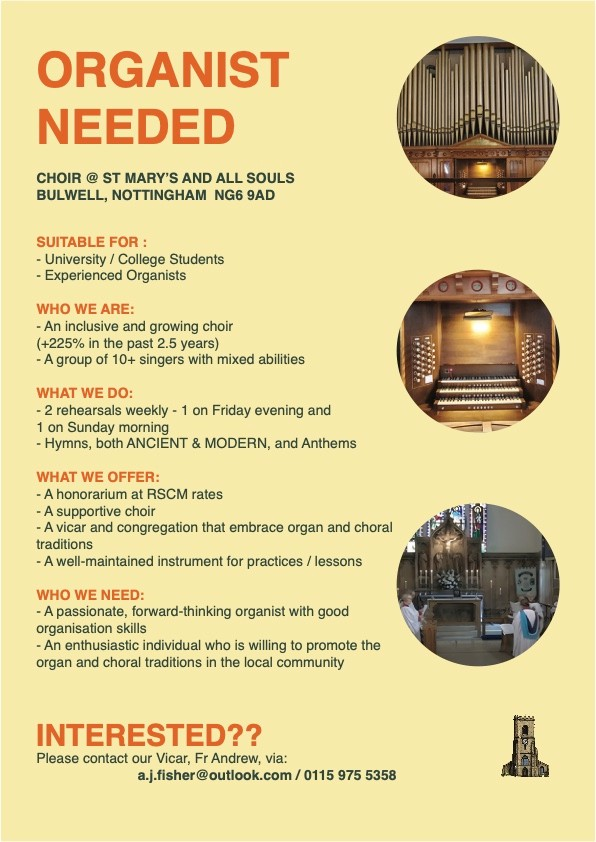 ORGANIST
NEEDED
CHOIR @ ST MARY'S AND ALL SOULS
BULWELL, NOTTINGHAM  NG6 9AD
SUITABLE FOR :
- University / College Students
- Experienced Organists
WHO WE ARE:
- An inclusive and growing choir
(+225% in the past 2.5 years)
- A group of 10+ singers with mixed abilities
WHAT WE DO:
- 2 rehearsals weekly - 1 on Friday evening and
1 on Sunday morning
- Hymns, both ANCIENT & MODERN, and Anthems
WHAT WE OFFER:
- A honorarium at RSCM rates
- A supportive choir
- A vicar and congregation that embrace organ and choral
traditions
- A well-maintained instrument for practices / lessons
WHO WE NEED:
- A passionate, forward-thinking organist with good
organisation skills
- An enthusiastic individual who is willing to promote the
organ and choral traditions in the local community
INTERESTED??
Please contact our Vicar, Fr Andrew, via:
a.j.fisher@outlook.com / 0115 975 5358